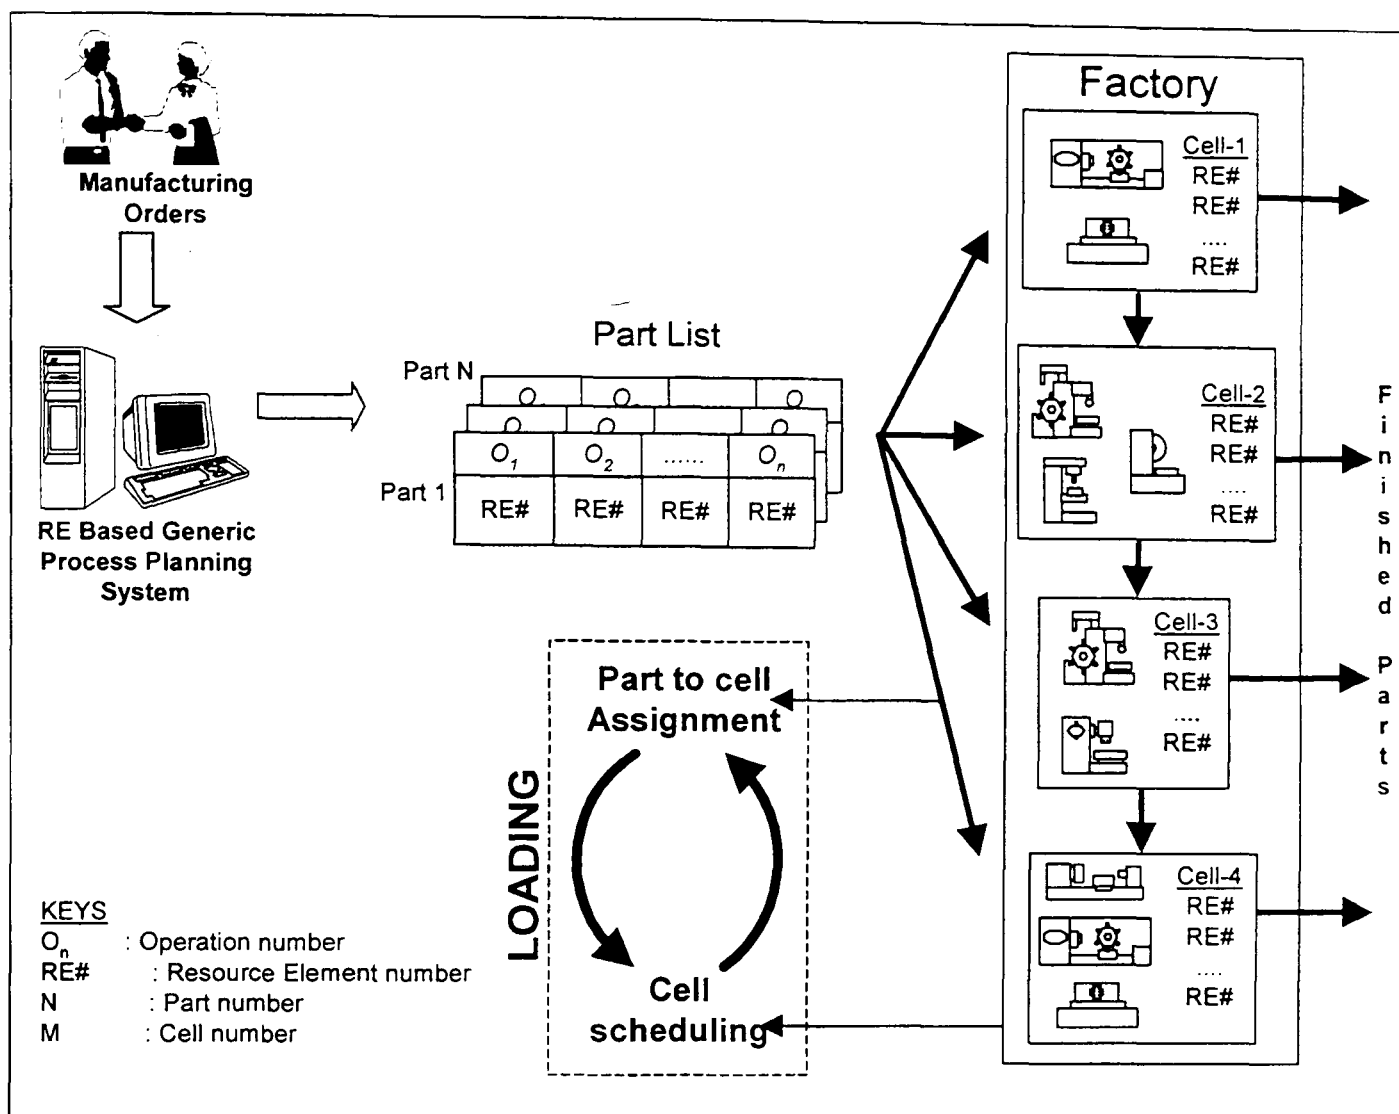 Manufacturing
Orders
RE Based Generic
Process Planning
System
Part List
Part N
O O O
O O O
O1 O2 ...... On
Part 1
RE# RE# RE# RE#
LOADING
Part to cell
Assignment
Cell
scheduling
Factory
Cell-1
RE#
RE#
....
RE#
Cell-2
RE#
RE#
....
RE#
Cell-3
RE#
RE#
....
RE#
Cell-4
RE#
RE#
....
RE#
Finished Parts
KEYS
On : Operation number
RE# : Resource Element number
N : Part number
M : Cell number